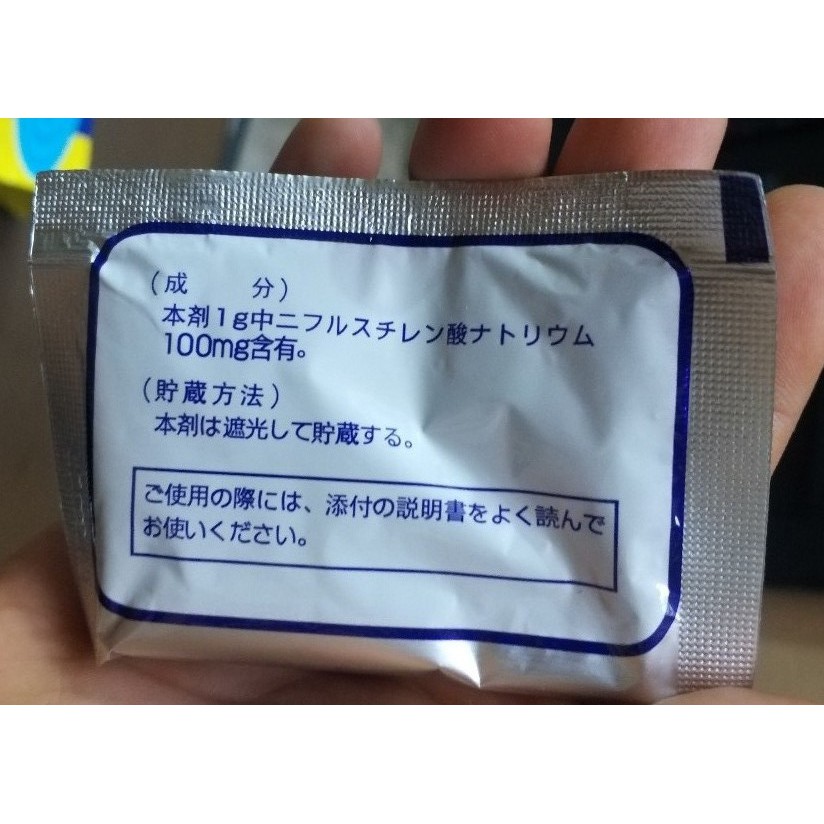 (成　　分)
本剤1g中ニフルスチレン酸ナトリウム
100mg含有。
(貯蔵方法)
本剤は遮光して貯蔵する。
ご使用の際には、添付の説明書をよく読んで
お使いください。